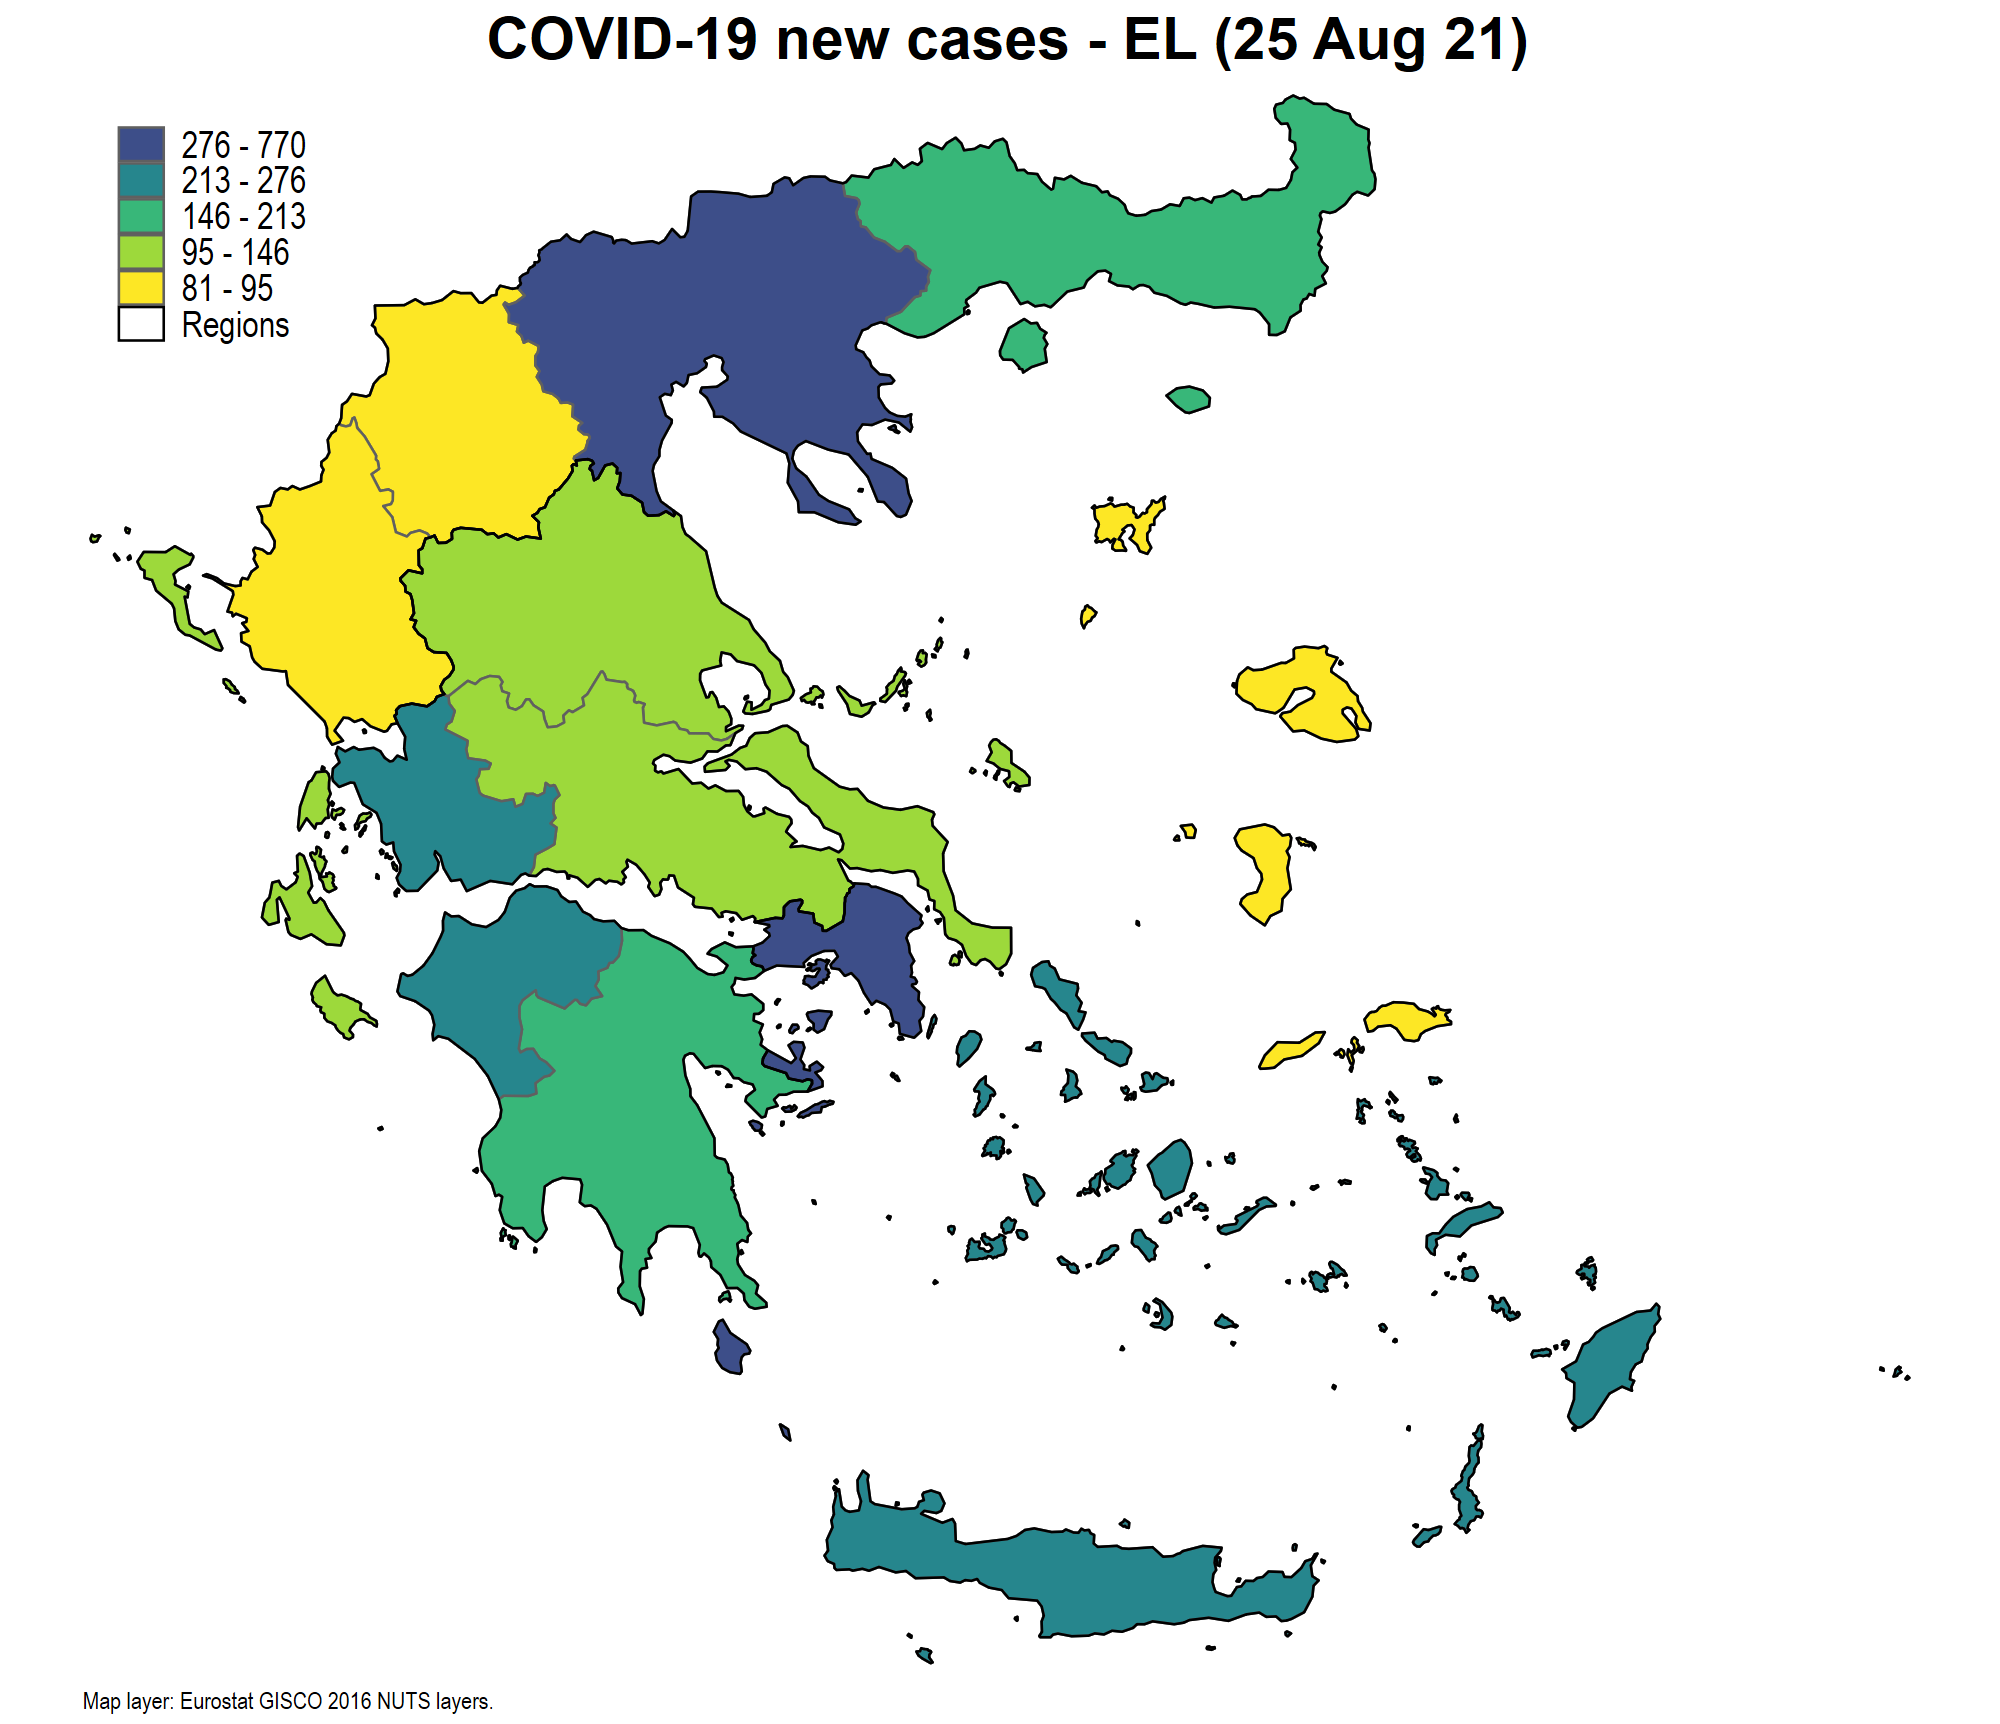 COVID-19 new cases - EL (25 Aug 21)
276 - 770
213 - 276
146 - 213
95 - 146
81 - 95
Regions
Map layer: Eurostat GISCO 2016 NUTS layers.